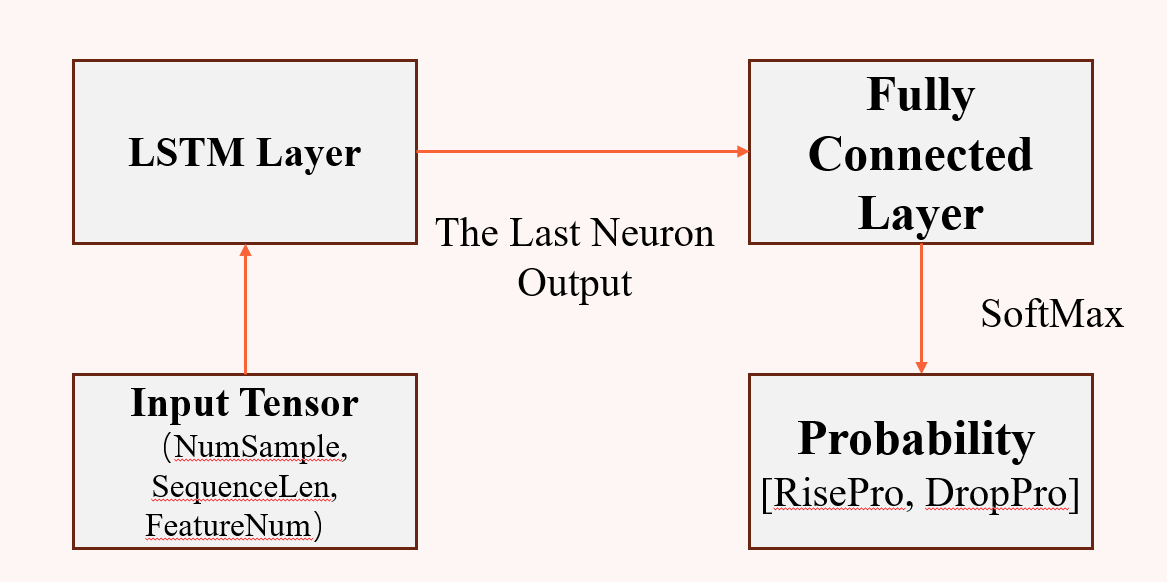 LSTM Layer
Fully
Connected
Layer
The Last Neuron
Output
SoftMax
Input Tensor
（NumSample,
SequenceLen,
FeatureNum）
Probability
[RisePro, DropPro]